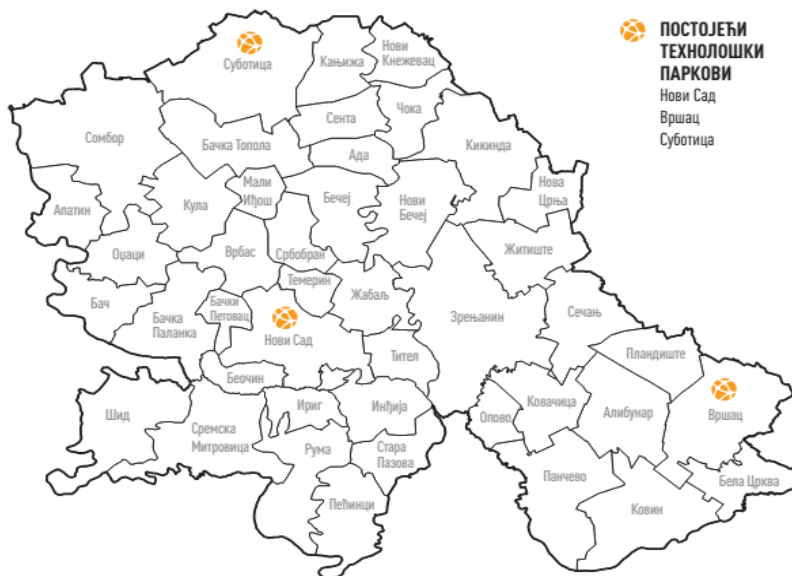 ПОСТОЈЕЋИ
ТЕХНОЛОШКИ
ПАРКОВИ
Нови Сад
Вршац
Суботица
Суботица
Кањижа
Нови
Кнежевац
Сомбор
Бачка Топола
Сента
Чока
Ада
Кикинда
Апатин
Кула
Мали
Иђош
Бечеј
Нови
Бечеј
Нова
Црња
Оџаци
Врбас
Србобран
Житиште
Бач
Бачка
Паланка
Бачки
Петровац
Темерин
Жабаљ
Зрењанин
Сечањ
Нови Сад
Тител
Пландиште
Беочин
Шид
Сремска
Митровица
Ириг
Инђија
Опово
Ковачица
Алибунар
Вршац
Рума
Стара
Пазова
Панчево
Бела Црква
Пећинци
Ковин